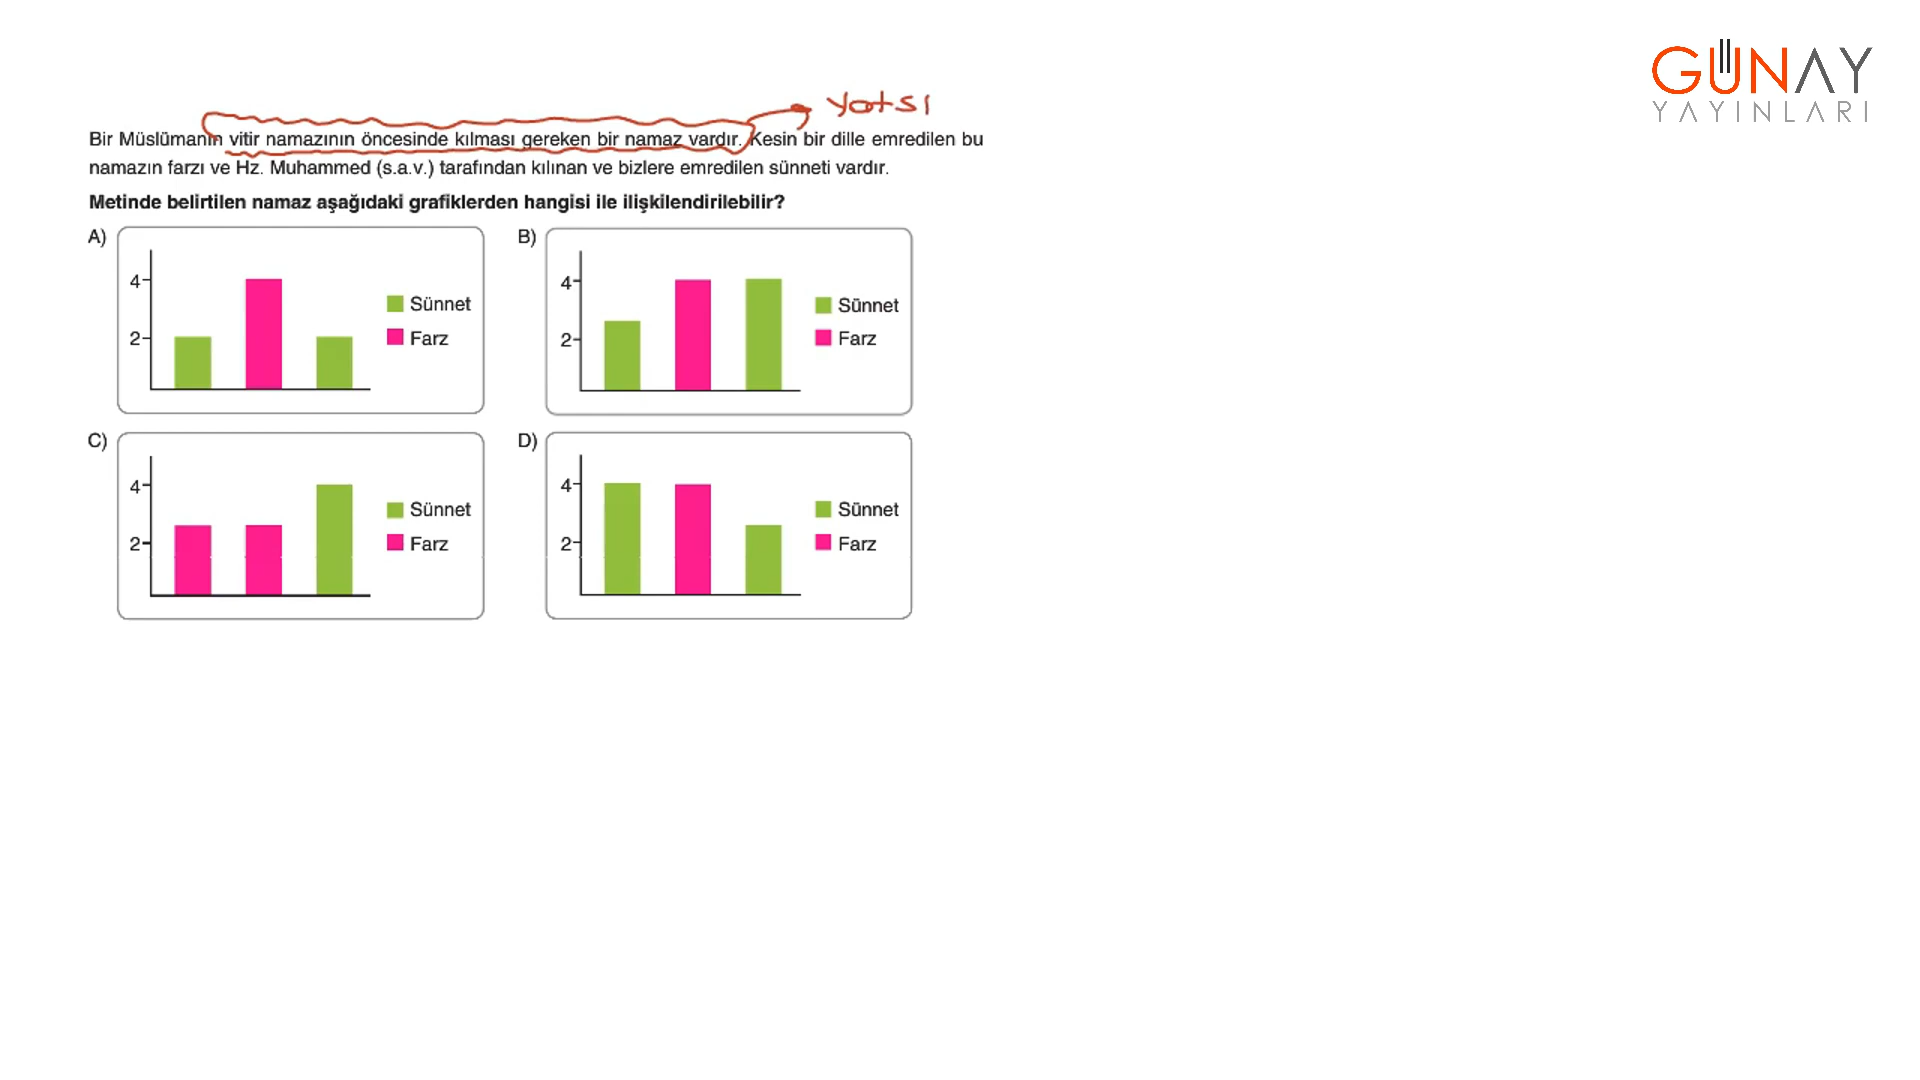 GÜNAY
YAYINLARI
yatsı
Bir Müslümanın vitir namazının öncesinde kılması gereken bir namaz vardır. Kesin bir dille emredilen bu
namazın farzı ve Hz. Muhammed (s.a.v.) tarafından kılınan ve bizlere emredilen sünneti vardır.
Metinde belirtilen namaz aşağıdaki grafiklerden hangisi ile ilişkilendirilebilir?
A)
4
2
Sünnet
Farz
B)
4
2
Sünnet
Farz
C)
4
2
Sünnet
Farz
D)
4
2
Sünnet
Farz